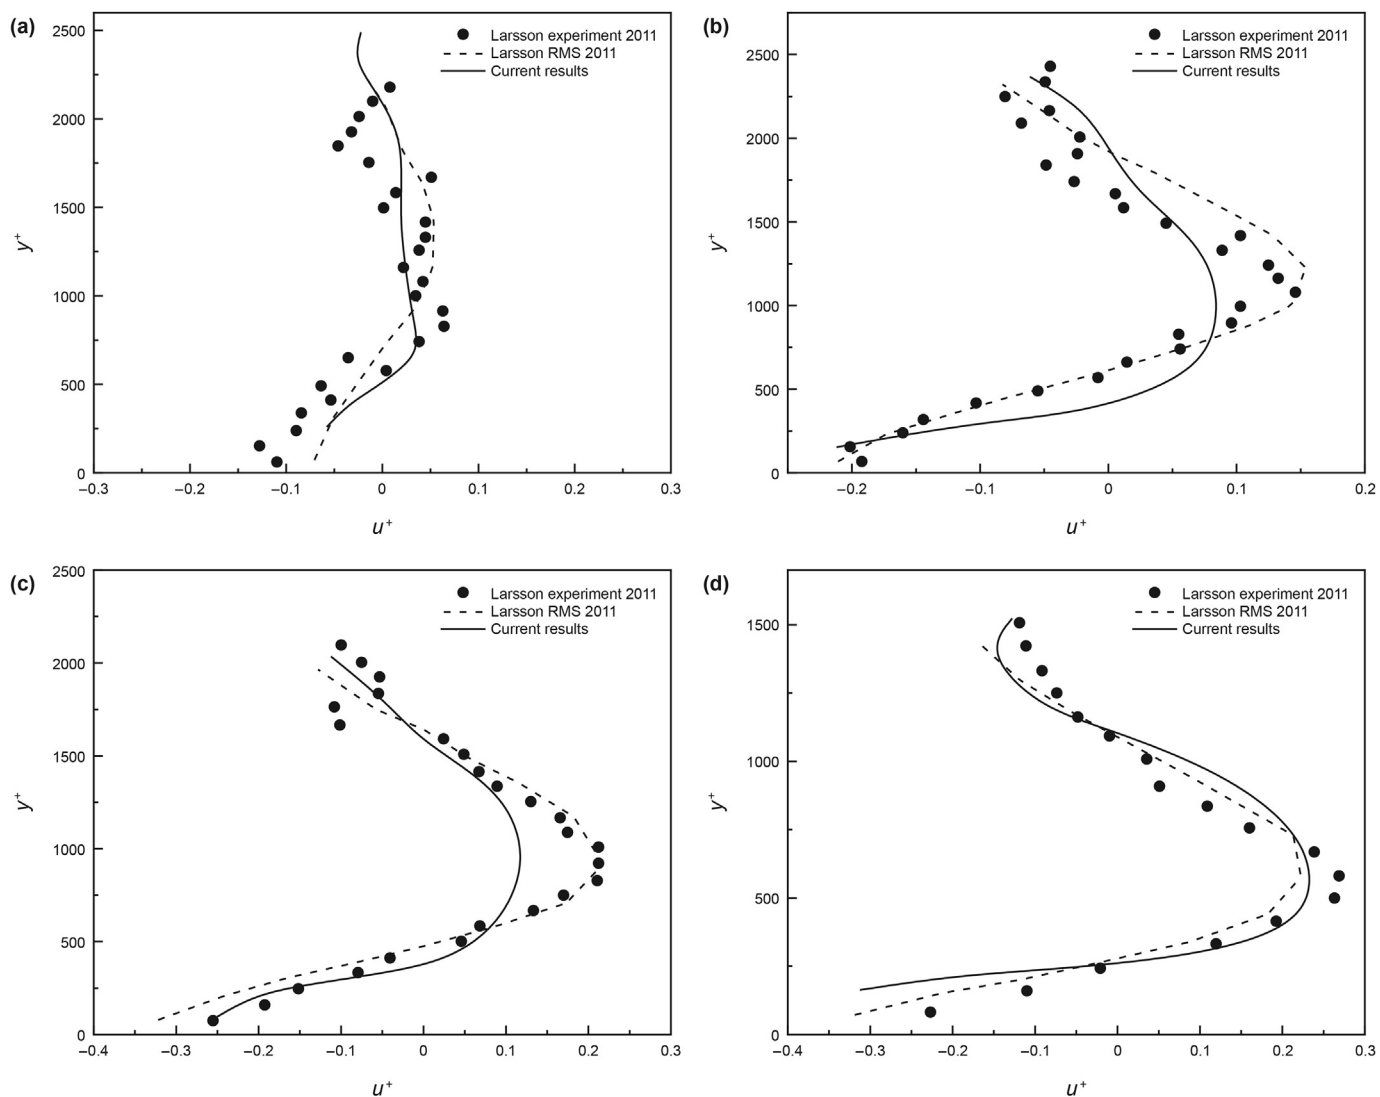 (a)
Larsson experiment 2011
Larsson RMS 2011
Current results
2500
2000
1500
1000
500
0
y+
–0.3 –0.2 –0.1 0 0.1 0.2 0.3
u+
(b)
Larsson experiment 2011
Larsson RMS 2011
Current results
2500
2000
1500
1000
500
0
y+
–0.2 –0.1 0 0.1 0.2
u+
(c)
Larsson experiment 2011
Larsson RMS 2011
Current results
2500
2000
1500
1000
500
0
y+
–0.4 –0.3 –0.2 –0.1 0 0.1 0.2 0.3
u+
(d)
Larsson experiment 2011
Larsson RMS 2011
Current results
1500
1000
500
0
y+
–0.4 –0.3 –0.2 –0.1 0 0.1 0.2 0.3
u+